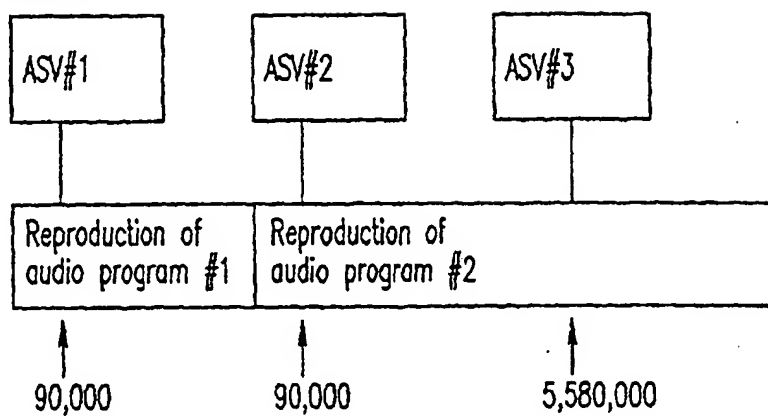 ASV#1
ASV#2
ASV#3
Reproduction of
audio program #1
Reproduction of
audio program #2
90,000
90,000
5,580,000